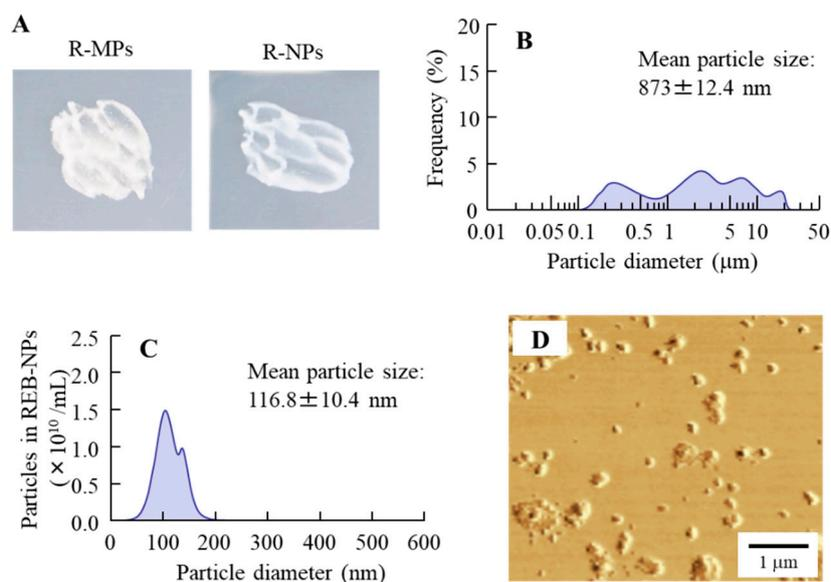 A
R-MPs
R-NPs
B
Mean particle size:
873±12.4 nm
Frequency (%)
20
15
10
5
0
0.01 0.05 0.1 0.5 1 5 10 50
Particle diameter (μm)
C
Mean particle size:
116.8±10.4 nm
Particles in REB-NPs
(×10¹⁰/mL)
2.5
2.0
1.5
1.0
0.5
0.0
0 100 200 300 400 500 600
Particle diameter (nm)
D
1 μm